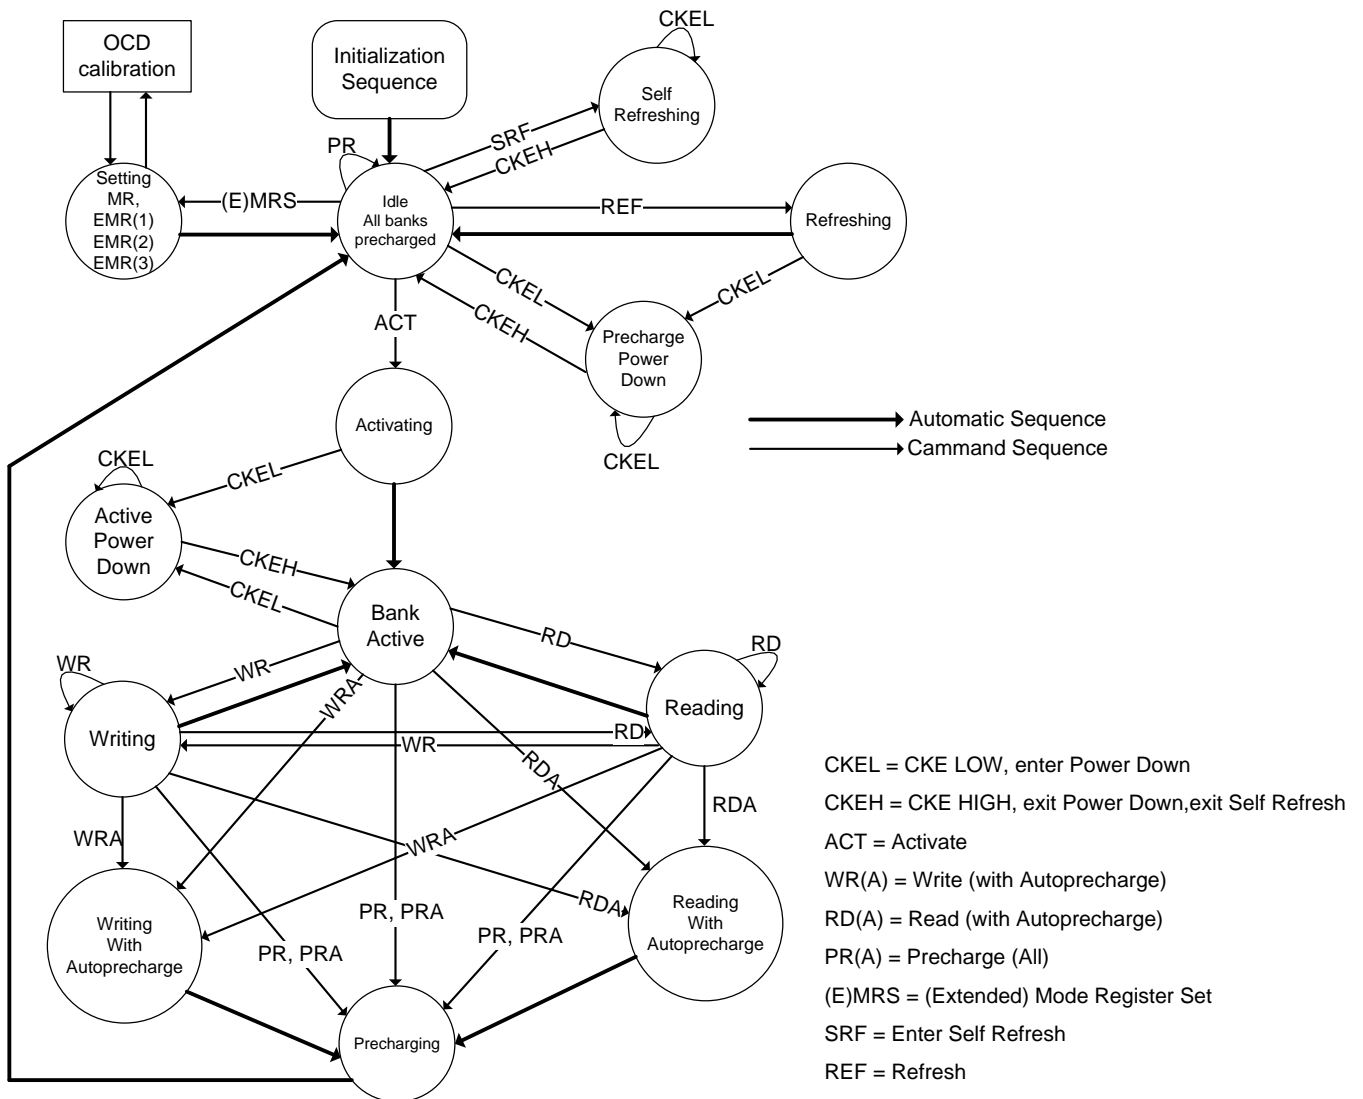 OCD
calibration
Initialization
Sequence
CKEL
Self
Refreshing
SRF
CKEH
PR
Setting
MR,
EMR(1)
EMR(2)
EMR(3)
(E)MRS
Idle
All banks
precharged
REF
Refreshing
CKEL
CKEH
CKEL
ACT
Precharge
Power
Down
CKEL
Activating
Automatic Sequence
Cammand Sequence
CKEL
CKEL
Active
Power
Down
CKEH
CKEL
Bank
Active
RD
RD
WR
WR
WRA
Reading
Writing
RD
WR
RDA
RDA
WRA
WRA
RDA
PR, PRA
PR, PRA
PR, PRA
Writing
With
Autoprecharge
Reading
With
Autoprecharge
Precharging
CKEL = CKE LOW, enter Power Down
CKEH = CKE HIGH, exit Power Down,exit Self Refresh
ACT = Activate
WR(A) = Write (with Autoprecharge)
RD(A) = Read (with Autoprecharge)
PR(A) = Precharge (All)
(E)MRS = (Extended) Mode Register Set
SRF = Enter Self Refresh
REF = Refresh